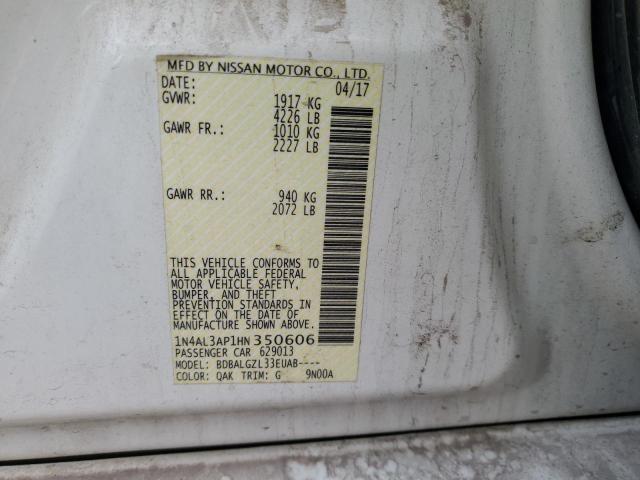 MFD BY NISSAN MOTOR CO., LTD.
DATE: 04/17
GVWR: 1917 KG
4226 LB
GAWR FR.: 1010 KG
2227 LB
GAWR RR.: 940 KG
2072 LB
THIS VEHICLE CONFORMS TO
ALL APPLICABLE FEDERAL
MOTOR VEHICLE SAFETY,
BUMPER, AND THEFT
PREVENTION STANDARDS IN
EFFECT ON THE DATE OF
MANUFACTURE SHOWN ABOVE.
1N4AL3AP1HN350606
PASSENGER CAR 629013
MODEL: BDBALGZL33EUAB----
COLOR: QAK TRIM: G 9N00A